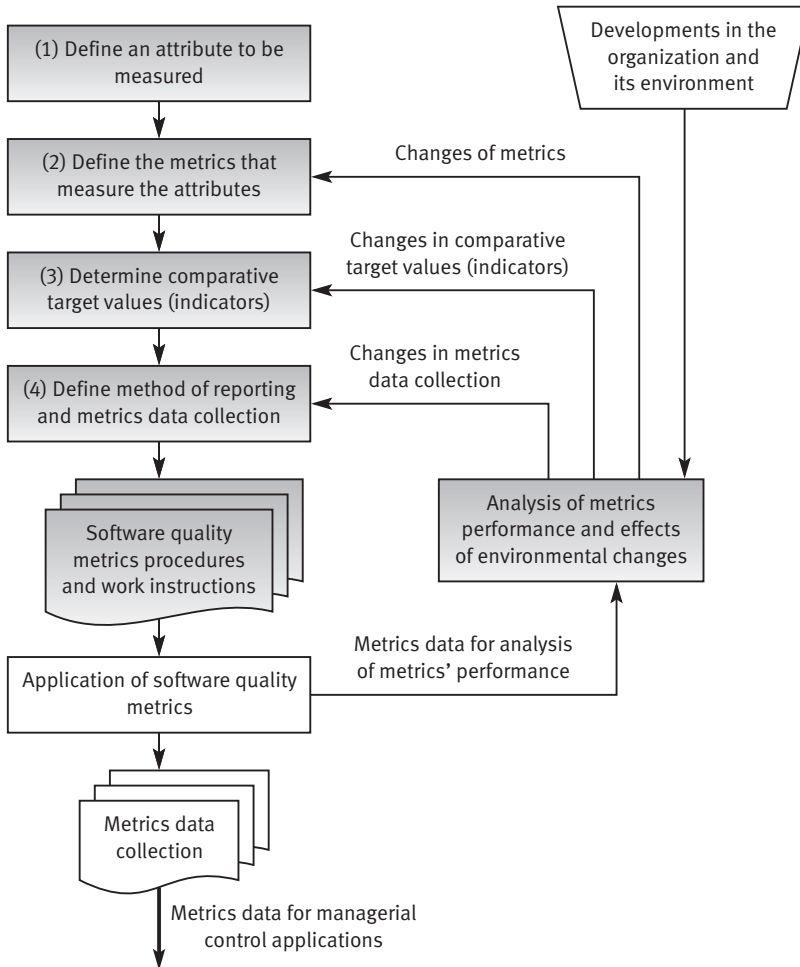 (1) Define an attribute to be
measured
Developments in the
organization and
its environment
(2) Define the metrics that
measure the attributes
Changes of metrics
(3) Determine comparative
target values (indicators)
Changes in comparative
target values (indicators)
(4) Define method of reporting
and metrics data collection
Changes in metrics
data collection
Software quality
metrics procedures
and work instructions
Analysis of metrics
performance and effects
of environmental changes
Application of software quality
metrics
Metrics data for analysis
of metrics’ performance
Metrics data
collection
Metrics data for managerial
control applications